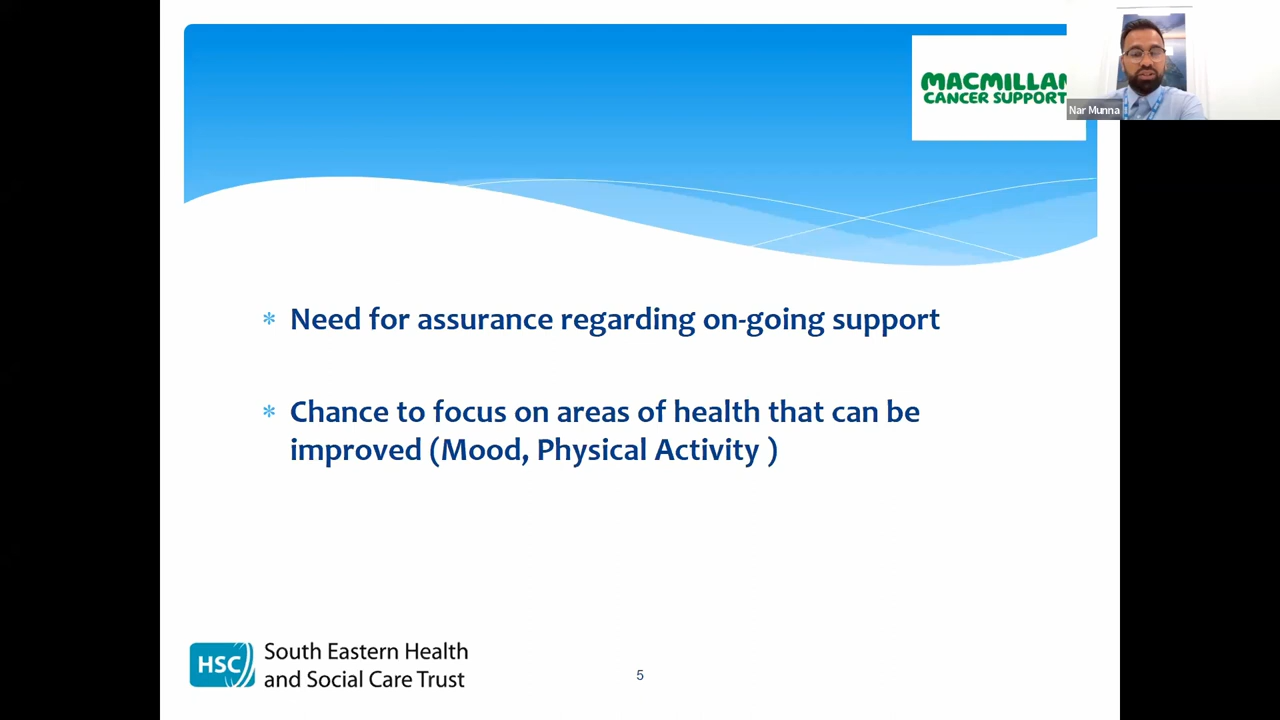 MACMILLAN
CANCER SUPPORT
Nar Munna
* Need for assurance regarding on-going support
* Chance to focus on areas of health that can be
improved (Mood, Physical Activity )
HSC
South Eastern Health
and Social Care Trust
5